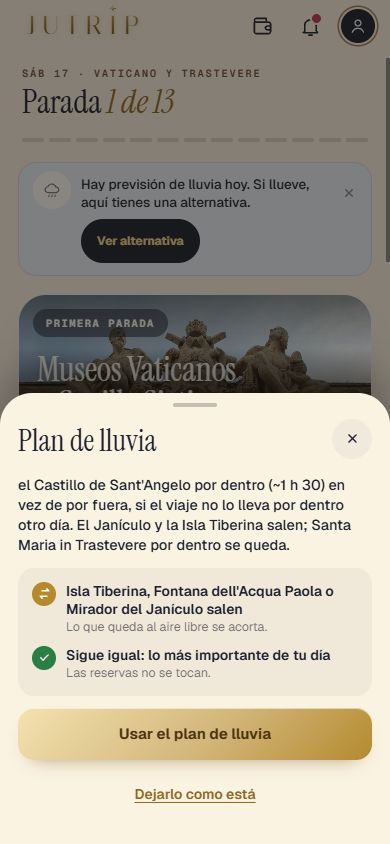 JUTRIP
SÁB 17 · VATICANO Y TRASTEVERE
Parada 1 de 13
Hay previsión de lluvia hoy. Si llueve,
aquí tienes una alternativa.
Ver alternativa
PRIMERA PARADA
Museos Vaticanos
Plan de lluvia
el Castillo de Sant'Angelo por dentro (~1 h 30) en
vez de por fuera, si el viaje no lo lleva por dentro
otro día. El Janículo y la Isla Tiberina salen; Santa
Maria in Trastevere por dentro se queda.
Isla Tiberina, Fontana dell'Acqua Paola o
Mirador del Janículo salen
Lo que queda al aire libre se acorta.
Sigue igual: lo más importante de tu día
Las reservas no se tocan.
Usar el plan de lluvia
Dejarlo como está